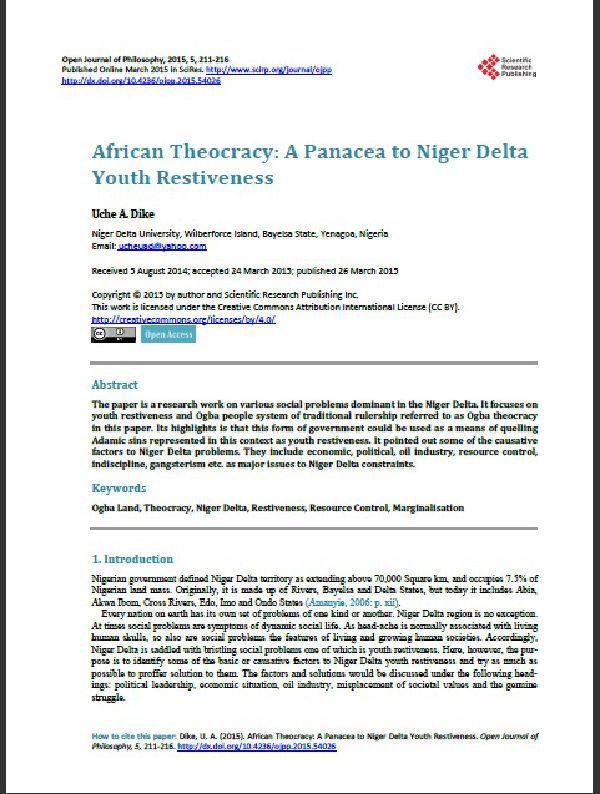 Open Journal of Philosophy, 2015, 5, 211-216
Published Online March 2015 in SciRes. http://www.scirp.org/journal/ojpp
http://dx.doi.org/10.4236/ojpp.2015.54026
Scientific
Research
Publishing
African Theocracy: A Panacea to Niger Delta
Youth Restiveness
Uche A. Dike
Niger Delta University, Wilberforce Island, Bayelsa State, Yenagoa, Nigeria
Email: ucheuad@yahoo.com
Received 5 August 2014; accepted 24 March 2015; published 26 March 2015
Copyright © 2015 by author and Scientific Research Publishing Inc.
This work is licensed under the Creative Commons Attribution International License (CC BY).
http://creativecommons.org/licenses/by/4.0/
cc BY Open Access
Abstract
The paper is a research work on various social problems dominant in the Niger Delta. It focuses on
youth restiveness and Ogba people system of traditional rulership referred to as Ogba theocracy
in this paper. Its highlights is that this form of government could be used as a means of quelling
Adamic sins represented in this context as youth restiveness. It pointed out some of the causative
factors to Niger Delta problems. They include economic, political, oil industry, resource control,
indiscipline, gangsterism etc. as major issues to Niger Delta constraints.
Keywords
Ogba Land, Theocracy, Niger Delta, Restiveness, Resource Control, Marginalisation
1. Introduction
Nigerian government defined Niger Delta territory as extending above 70,000 Square km, and occupies 7.5% of
Nigerian land mass. Originally, it is made up of Rivers, Bayelsa and Delta States, but today it includes Abia,
Akwa Ibom, Cross Rivers, Edo, Imo and Ondo States (Amanyie, 2006: p. xii).
Every nation on earth has its own set of problems of one kind or another. Niger Delta region is no exception.
At times social problems are symptoms of dynamic social life. As head-ache is normally associated with living
human skulls, so also are social problems the features of living and growing human societies. Accordingly,
Niger Delta is saddled with bristling social problems one of which is youth restiveness. Here, however, the pur-
pose is to identify some of the basic or causative factors to Niger Delta youth restiveness and try as much as
possible to proffer solution to them. The factors and solutions would be discussed under the following head-
ings: political leadership, economic situation, oil industry, misplacement of societal values and the genuine
struggle.
How to cite this paper: Dike, U. A. (2015). African Theocracy: A Panacea to Niger Delta Youth Restiveness. Open Journal of
Philosophy, 5, 211-216. http://dx.doi.org/10.4236/ojpp.2015.54026